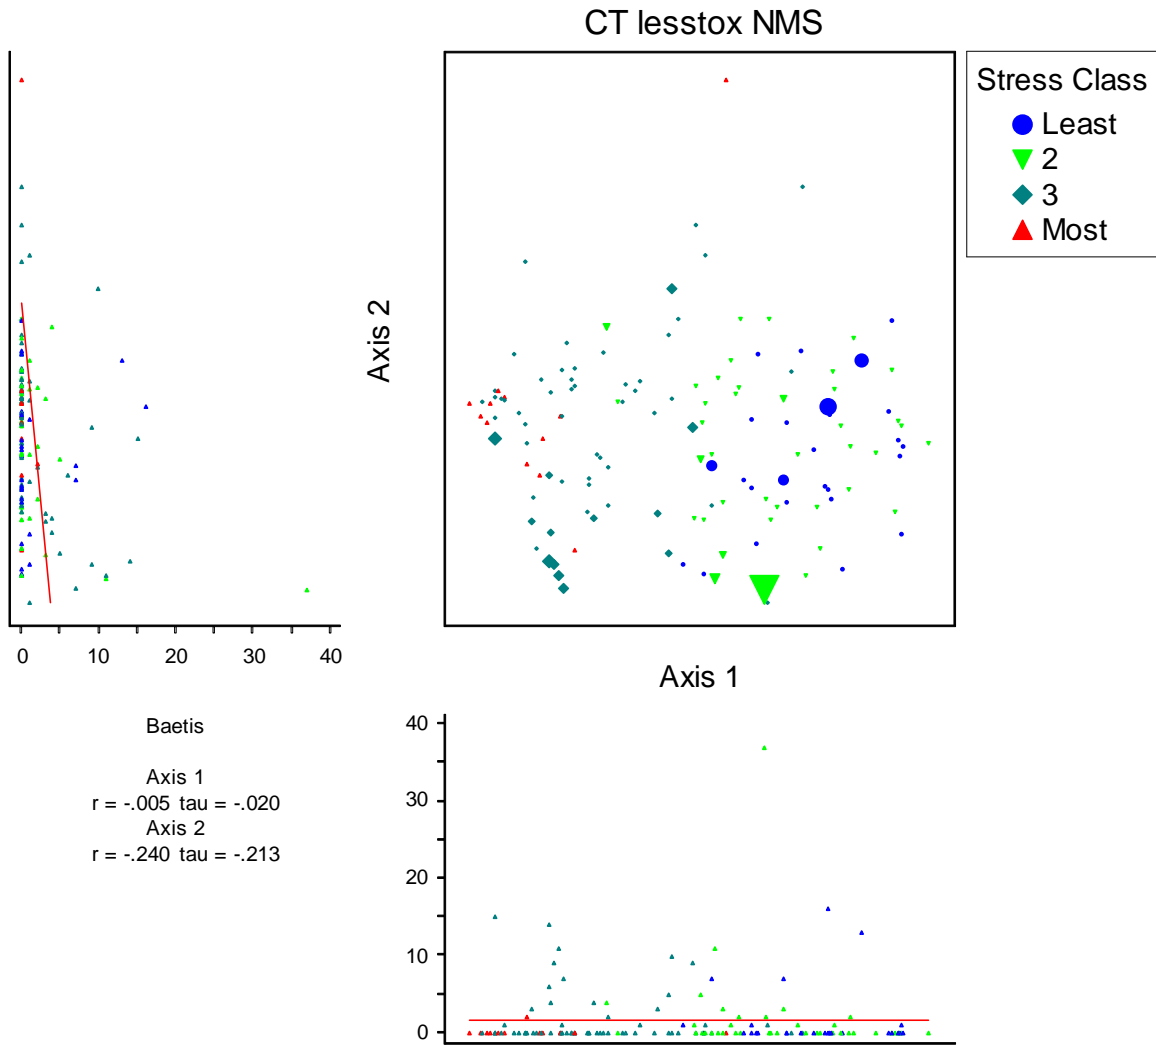 CT lesstox NMS
Stress Class
Least
2
3
Most
Axis 2
0 10 20 30 40
Axis 1
Baetis
Axis 1
r = -.005 tau = -.020
Axis 2
r = -.240 tau = -.213
40
30
20
10
0